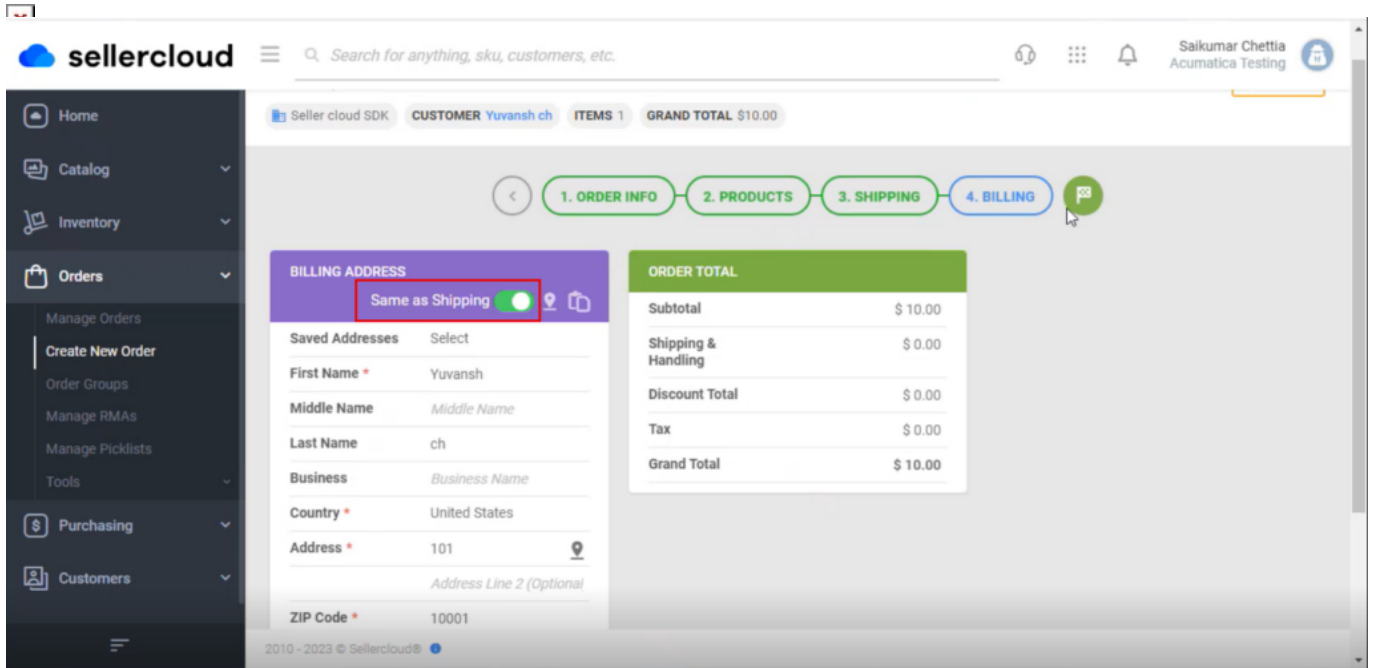 sellercloud
Search for anything, sku, customers, etc.
Saikumar Chettia
Acumatica Testing
Home
Catalog
Inventory
Orders
Manage Orders
Create New Order
Order Groups
Manage RMAs
Manage Picklists
Tools
Purchasing
Customers
Seller cloud SDK CUSTOMER Yuvansh ch ITEMS 1 GRAND TOTAL $10.00
1. ORDER INFO 2. PRODUCTS 3. SHIPPING 4. BILLING
BILLING ADDRESS
Same as Shipping
Saved Addresses Select
First Name * Yuvansh
Middle Name Middle Name
Last Name ch
Business Business Name
Country * United States
Address * 101
Address Line 2 (Optional
ZIP Code * 10001
ORDER TOTAL
Subtotal $ 10.00
Shipping & $ 0.00
Handling
Discount Total $ 0.00
Tax $ 0.00
Grand Total $ 10.00
2010 - 2023 © Sellercloud®